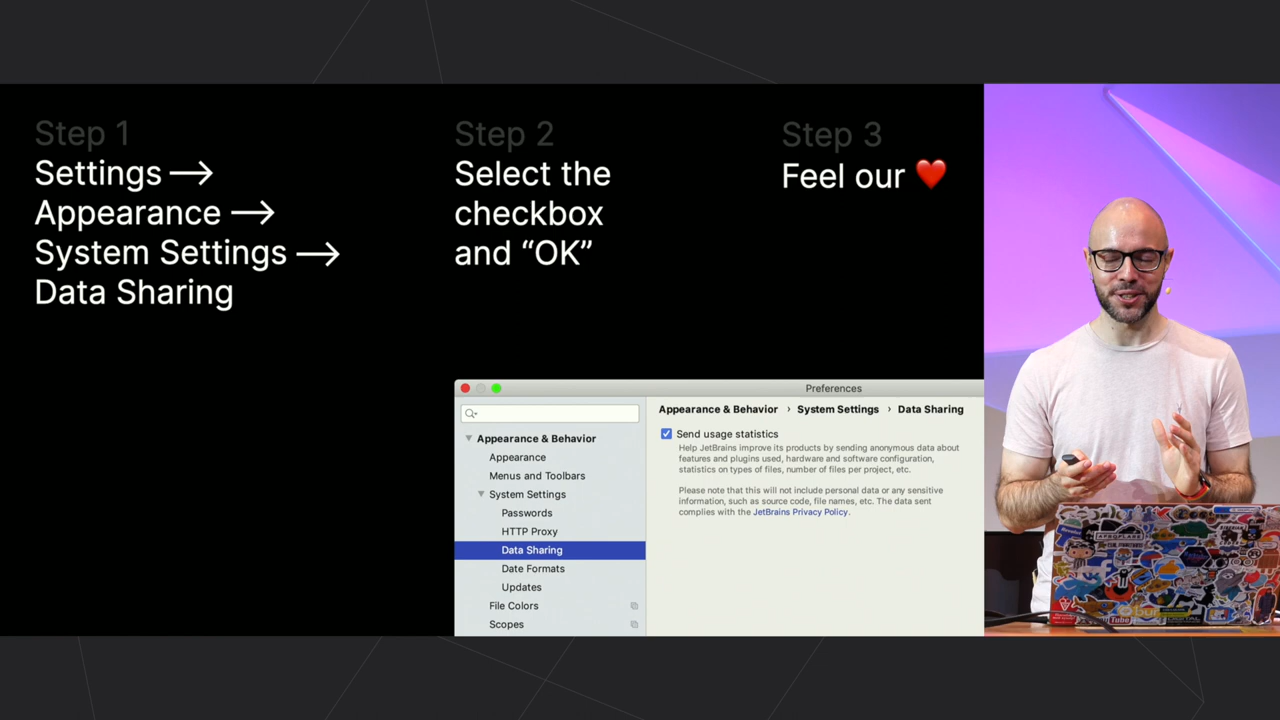 Step 1
Settings →
Appearance →
System Settings →
Data Sharing
Step 2
Select the
checkbox
and “OK”
Step 3
Feel our ❤️
Preferences
Appearance & Behavior
Appearance
Menus and Toolbars
System Settings
Passwords
HTTP Proxy
Data Sharing
Date Formats
Updates
File Colors
Scopes
Appearance & Behavior › System Settings › Data Sharing
Send usage statistics
Help JetBrains improve its products by sending anonymous data about
features and plugins used, hardware and software configuration,
statistics on types of files, number of files per project, etc.
Please note that this will not include personal data or any sensitive
information, such as source code, file names, etc. The data sent
complies with the JetBrains Privacy Policy.